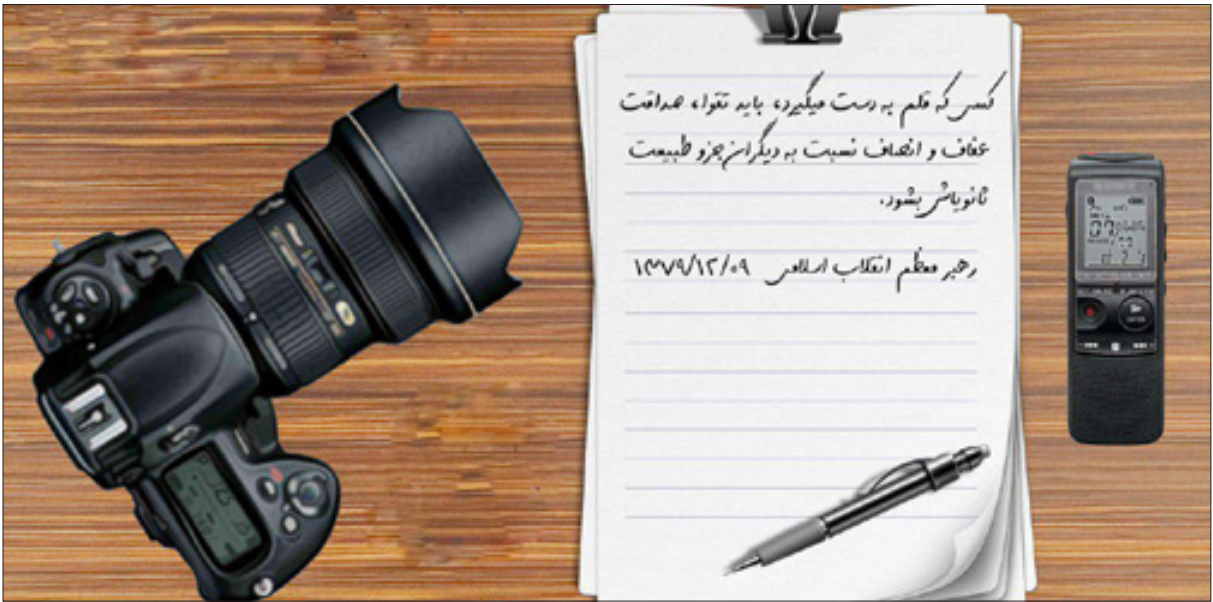 کسی که قلم به دست میگیرد، باید تقوا، صداقت
عفاف و انصاف نسبت به دیگران جزو طبیعت
ثانویاش بشود.
رهبر معظم انقلاب اسلامی ۱۳۷۹/۱۲/۰۹